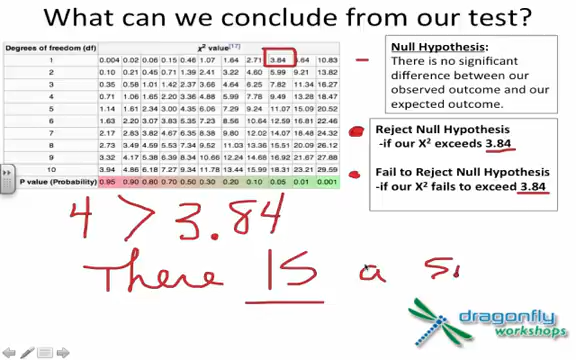 What can we conclude from our test?
Degrees of freedom (df) χ² value[17]
1 0.004 0.02 0.06 0.15 0.46 1.07 1.64 2.71 3.84 6.64 10.83
2 0.10 0.21 0.45 0.71 1.39 2.41 3.22 4.60 5.99 9.21 13.82
3 0.35 0.58 1.01 1.42 2.37 3.66 4.64 6.25 7.82 11.34 16.27
4 0.71 1.06 1.65 2.20 3.36 4.88 5.99 7.78 9.49 13.28 18.47
5 1.14 1.61 2.34 3.00 4.35 6.06 7.29 9.24 11.07 15.09 20.52
6 1.63 2.20 3.07 3.83 5.35 7.23 8.56 10.64 12.59 16.81 22.46
7 2.17 2.83 3.82 4.67 6.35 8.38 9.80 12.02 14.07 18.48 24.32
8 2.73 3.49 4.59 5.53 7.34 9.52 11.03 13.36 15.51 20.09 26.12
9 3.32 4.17 5.38 6.39 8.34 10.66 12.24 14.68 16.92 21.67 27.88
10 3.94 4.86 6.18 7.27 9.34 11.78 13.44 15.99 18.31 23.21 29.59
P value (Probability) 0.95 0.90 0.80 0.70 0.50 0.30 0.20 0.10 0.05 0.01 0.001
Null Hypothesis:
There is no significant
difference between our
observed outcome and our
expected outcome.
Reject Null Hypothesis
-if our X² exceeds 3.84
Fail to Reject Null Hypothesis
-if our X² fails to exceed 3.84
4 > 3.84
There IS a si
dragonfly
workshops